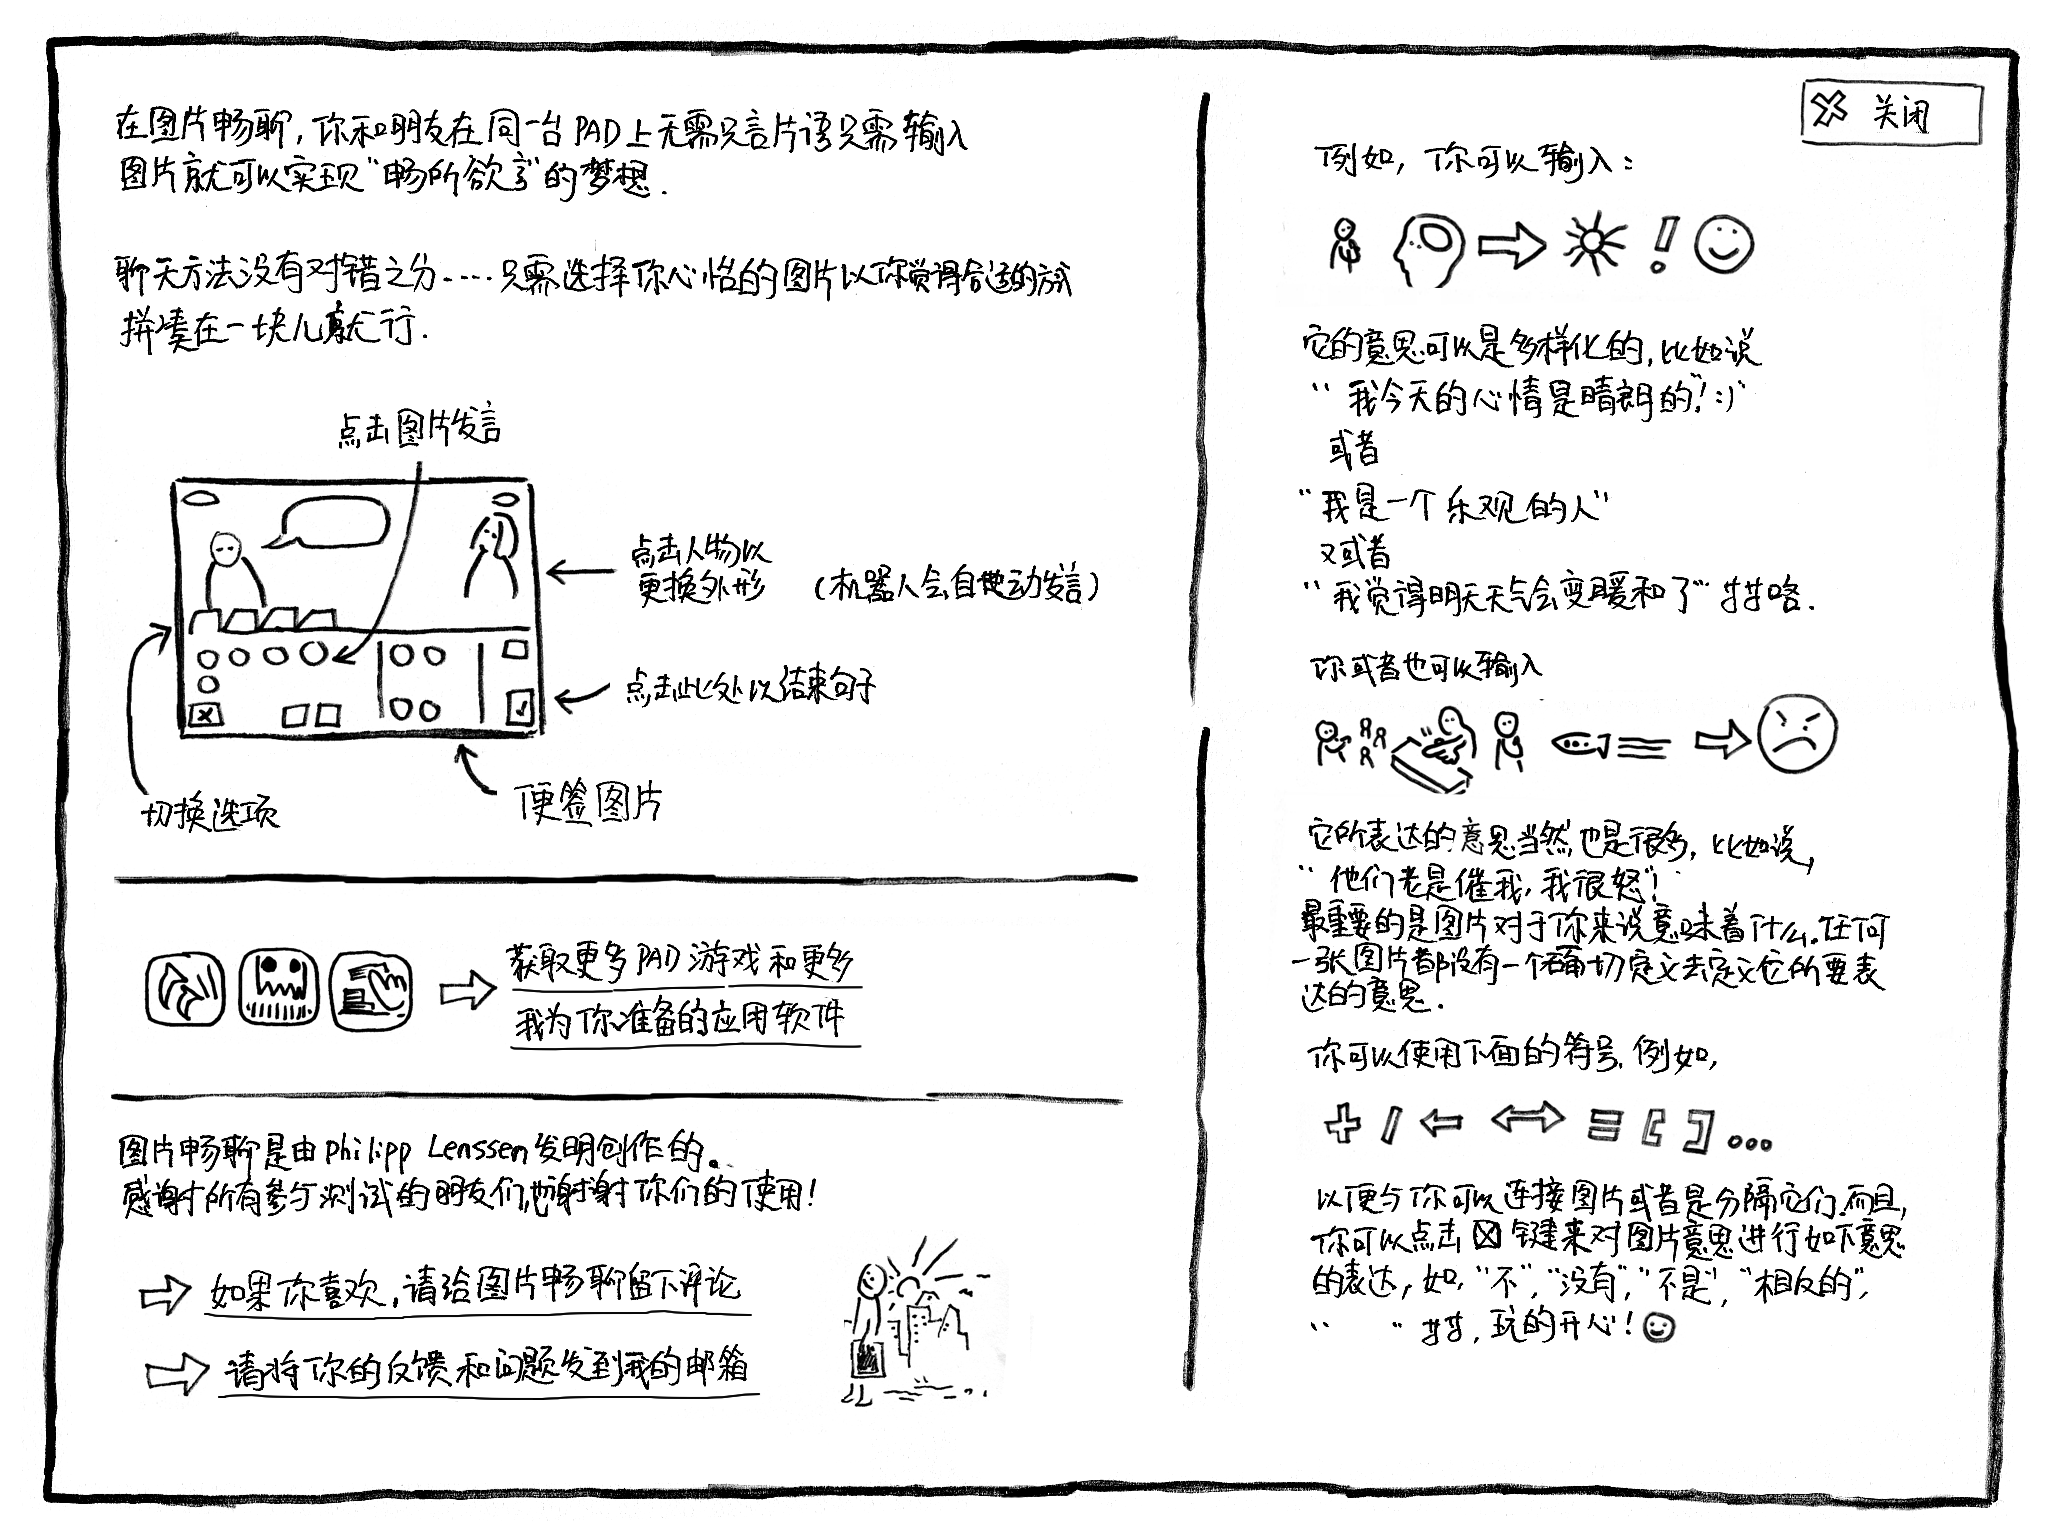 在图片畅聊,你和朋友在同一台PAD上无需只言片语只需输入
图片就可以实现"畅所欲言"的梦想.
聊天方法没有对错之分....只需选择你心怡的图片以你觉得合适的方式
拼凑在一块儿就行.
点击图片发言
点击人物以
更换外形 (机器人会自动发言)
点击此处以结束句子
切换选项
便签图片
获取更多PAD游戏和更多
我为你准备的应用软件
图片畅聊是由Philipp Lenssen发明创作的。
感谢所有参与测试的朋友们,也谢谢你们的使用!
如果你喜欢,请给图片畅聊留下评论
请将你的反馈和问题发到我的邮箱
关闭
例如,你可以输入:
它的意思可以是多样化的,比如说
"我今天的心情是晴朗的!:)"
或者
"我是一个乐观的人"
又或者
"我觉得明天天气会变暖和了" 咯.
你或者也可以输入
它所表达的意思当然也是很多,比如说,
"他们老是催我,我很怒"!
最重要的是图片对于你来说意味着什么.任何
一张图片都没有一个确切定义去定义它所要表
达的意思.
你可以使用下面的符号,例如,
+ / ← ↔ = [ ] ...
以便与你可以连接图片或者是分隔它们.而且,
你可以点击☒键来对图片意思进行如下意思
的表达,如,"不","没有","不是","相反的",
" " ,玩的开心!